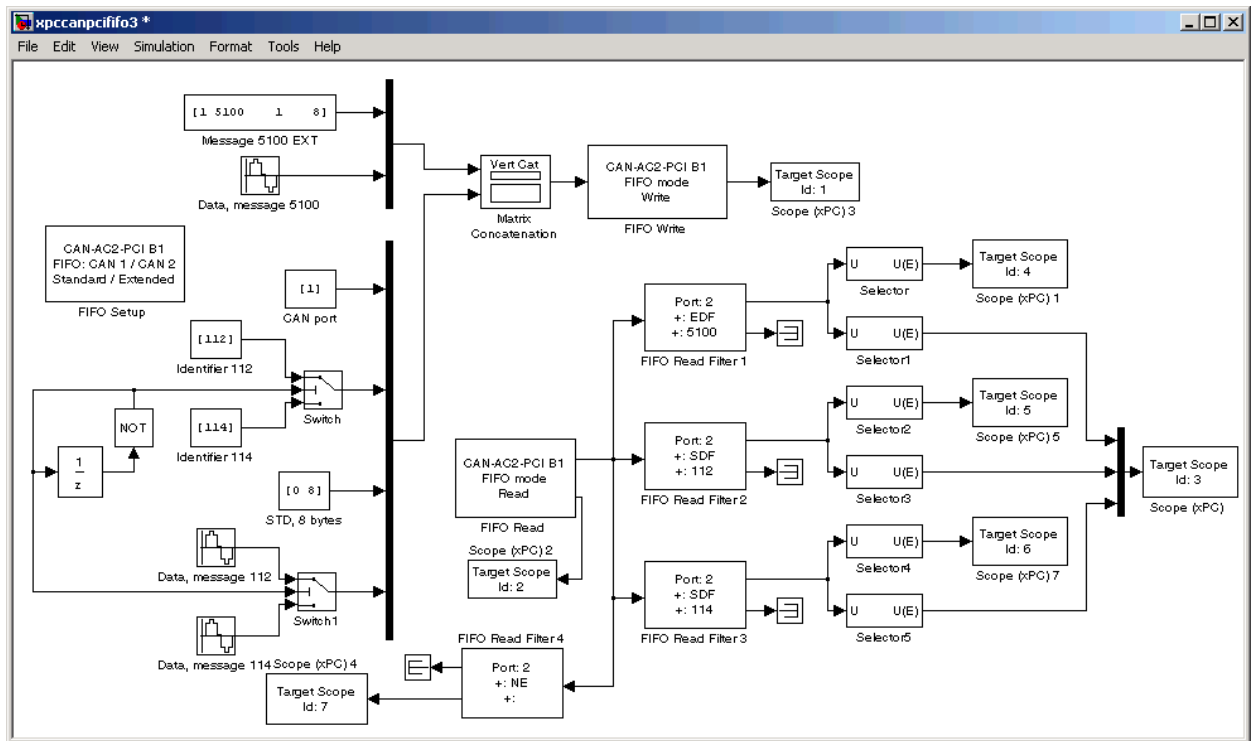 xpccanpcififo3 *
File Edit View Simulation Format Tools Help
[1 5100 1 8]
Message 5100 EXT
Data, message 5100
Vert Cat
Matrix
Concatenation
CAN-AC2-PCI B1
FIFO mode
Write
FIFO Write
Target Scope
Id: 1
Scope (xPC) 3
CAN-AC2-PCI B1
FIFO: CAN 1 / CAN 2
Standard / Extended
FIFO Setup
[1]
CAN port
[112]
Identifier 112
Switch
NOT
[114]
Identifier 114
1
z
[0 8]
STD, 8 bytes
Data, message 112
Switch1
Data, message 114
CAN-AC2-PCI B1
FIFO mode
Read
FIFO Read
Scope (xPC) 2
Target Scope
Id: 2
Port: 2
+: EDF
+: 5100
FIFO Read Filter 1
U U(E)
Selector
Target Scope
Id: 4
Scope (xPC) 1
U U(E)
Selector1
Port: 2
+: SDF
+: 112
FIFO Read Filter 2
U U(E)
Selector2
Target Scope
Id: 5
Scope (xPC) 5
U U(E)
Selector3
Target Scope
Id: 3
Scope (xPC)
Port: 2
+: SDF
+: 114
FIFO Read Filter 3
U U(E)
Selector4
Target Scope
Id: 6
Scope (xPC) 7
U U(E)
Selector5
FIFO Read Filter 4
Port: 2
+: NE
+:
Scope (xPC) 4
Target Scope
Id: 7